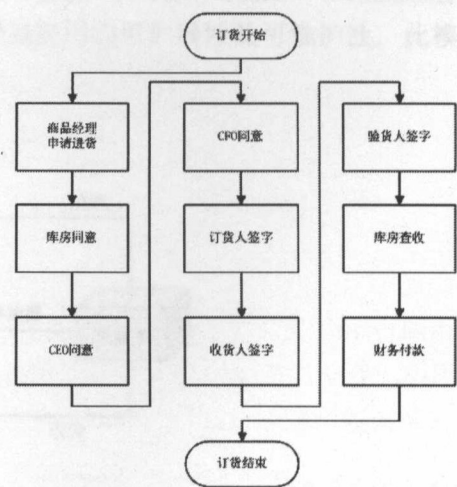 订货开始
商品经理
申请进货
库房同意
CEO同意
CFO同意
订货人签字
收货人签字
验货人签字
库房查收
财务付款
订货结束